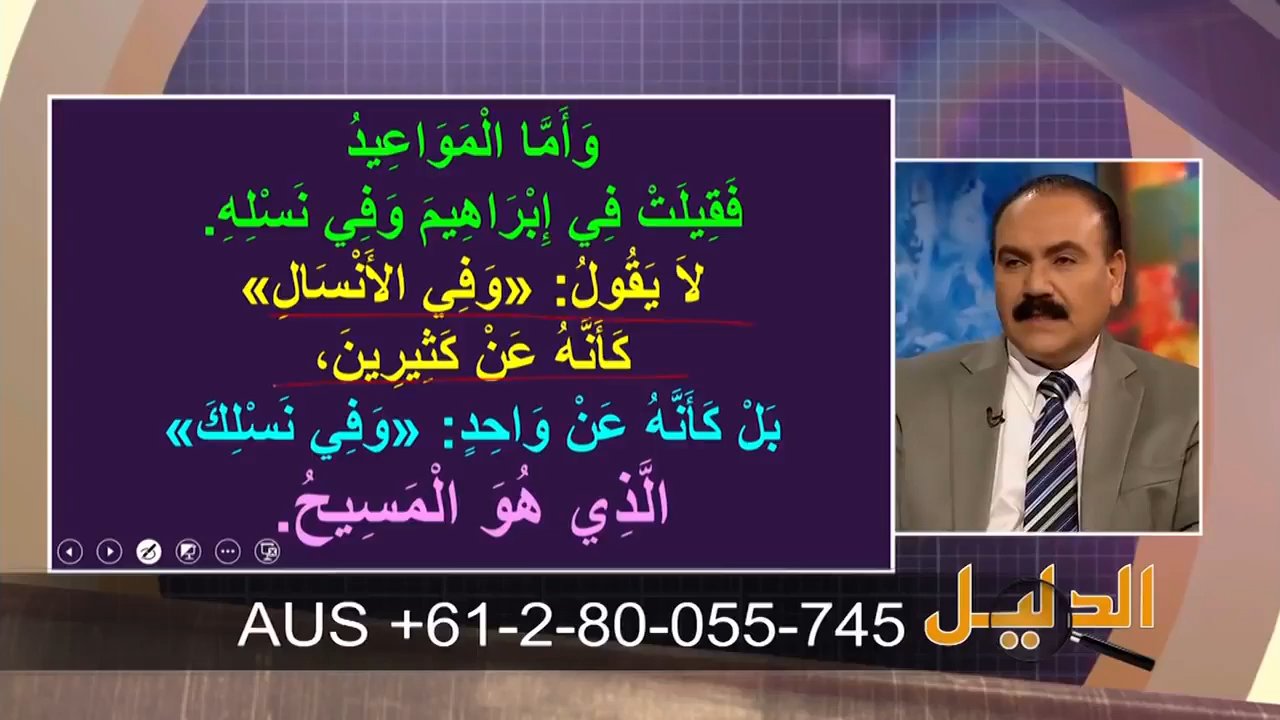 وَأَمَّا الْمَوَاعِيدُ
فَقِيلَتْ فِي إِبْرَاهِيمَ وَفِي نَسْلِهِ.
لاَ يَقُولُ: «وَفِي الأَنْسَالِ»
كَأَنَّهُ عَنْ كَثِيرِينَ،
بَلْ كَأَنَّهُ عَنْ وَاحِدٍ: «وَفِي نَسْلِكَ»
الَّذِي هُوَ الْمَسِيحُ.
AUS +61-2-80-055-745
الدليل